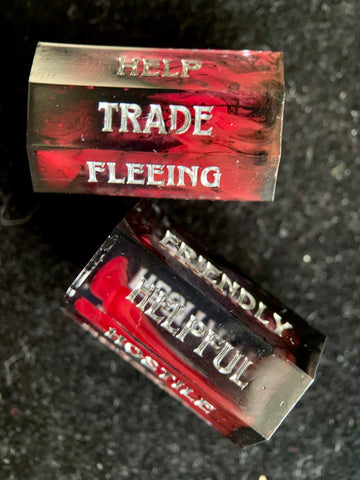 HELP
TRADE
FLEEING
FRIENDLY
HELPFUL
HOSTILE